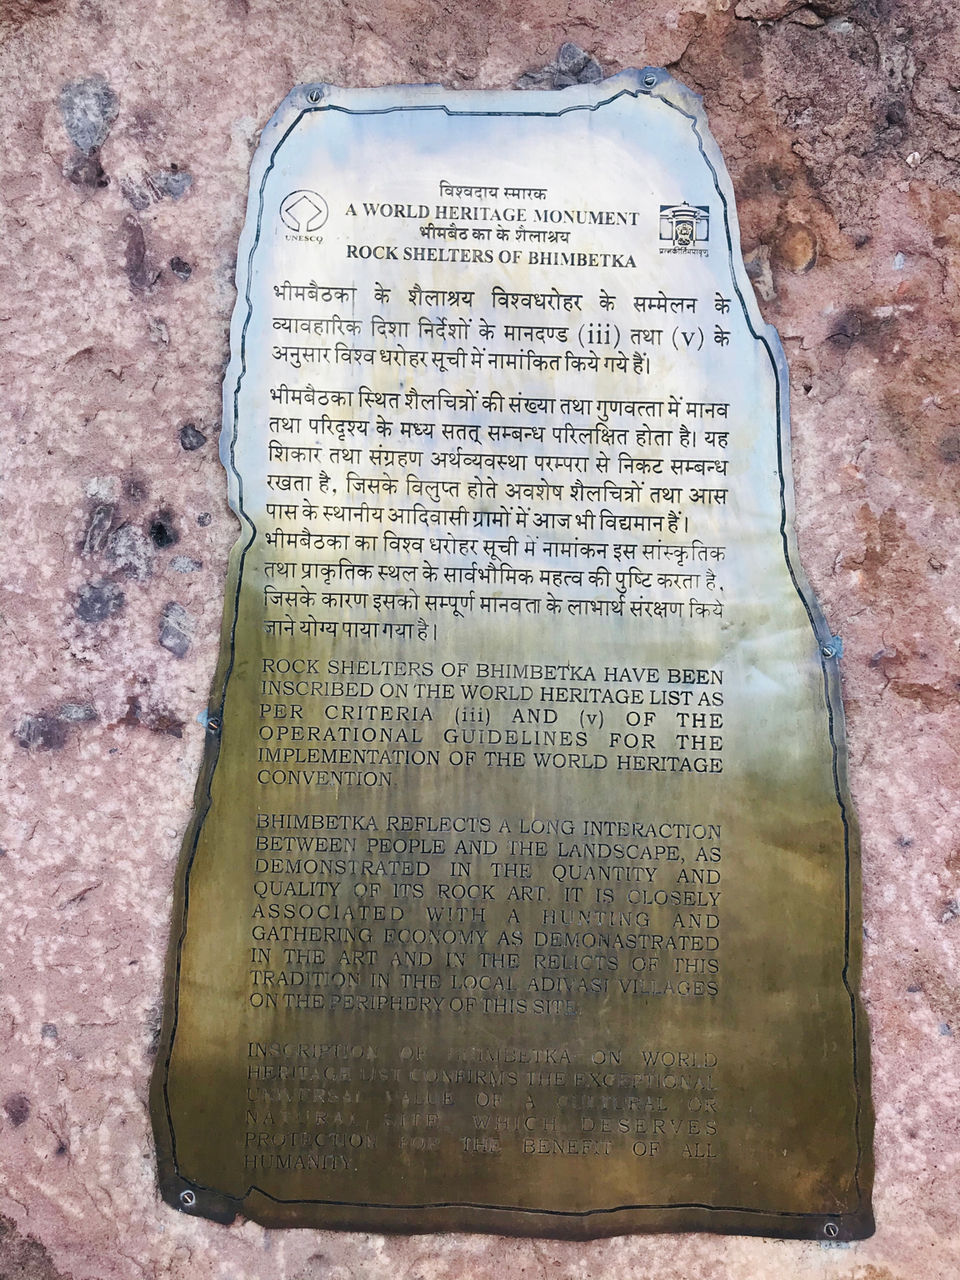 विश्वदाय स्मारक
A WORLD HERITAGE MONUMENT
भीमबैठका के शैलाश्रय
ROCK SHELTERS OF BHIMBETKA
UNESCO
भीमबैठका के शैलाश्रय विश्वधरोहर के सम्मेलन के
व्यावहारिक दिशा निर्देशों के मानदण्ड (iii) तथा (v) के
अनुसार विश्व धरोहर सूची में नामांकित किये गये हैं।
भीमबैठका स्थित शैलचित्रों की संख्या तथा गुणवत्ता में मानव
तथा परिदृश्य के मध्य सतत् सम्बन्ध परिलक्षित होता है। यह
शिकार तथा संग्रहण अर्थव्यवस्था परम्परा से निकट सम्बन्ध
रखता है, जिसके विलुप्त होते अवशेष शैलचित्रों तथा आस
पास के स्थानीय आदिवासी ग्रामों में आज भी विद्यमान हैं।
भीमबैठका का विश्व धरोहर सूची में नामांकन इस सांस्कृतिक
तथा प्राकृतिक स्थल के सार्वभौमिक महत्व की पुष्टि करता है,
जिसके कारण इसको सम्पूर्ण मानवता के लाभार्थ संरक्षण किये
जाने योग्य पाया गया है।
ROCK SHELTERS OF BHIMBETKA HAVE BEEN
INSCRIBED ON THE WORLD HERITAGE LIST AS
PER CRITERIA (iii) AND (v) OF THE
OPERATIONAL GUIDELINES FOR THE
IMPLEMENTATION OF THE WORLD HERITAGE
CONVENTION.
BHIMBETKA REFLECTS A LONG INTERACTION
BETWEEN PEOPLE AND THE LANDSCAPE, AS
DEMONSTRATED IN THE QUANTITY AND
QUALITY OF ITS ROCK ART. IT IS CLOSELY
ASSOCIATED WITH A HUNTING AND
GATHERING ECONOMY AS DEMONASTRATED
IN THE ART AND IN THE RELICTS OF THIS
TRADITION IN THE LOCAL ADIVASI VILLAGES
ON THE PERIPHERY OF THIS SITE.
INSCRIPTION OF BHIMBETKA ON WORLD
HERITAGE LIST CONFIRMS THE EXCEPTIONAL
UNIVERSAL VALUE OF A CULTURAL OR
NATURAL SITE WHICH DESERVES
PROTECTION FOR THE BENEFIT OF ALL
HUMANITY.